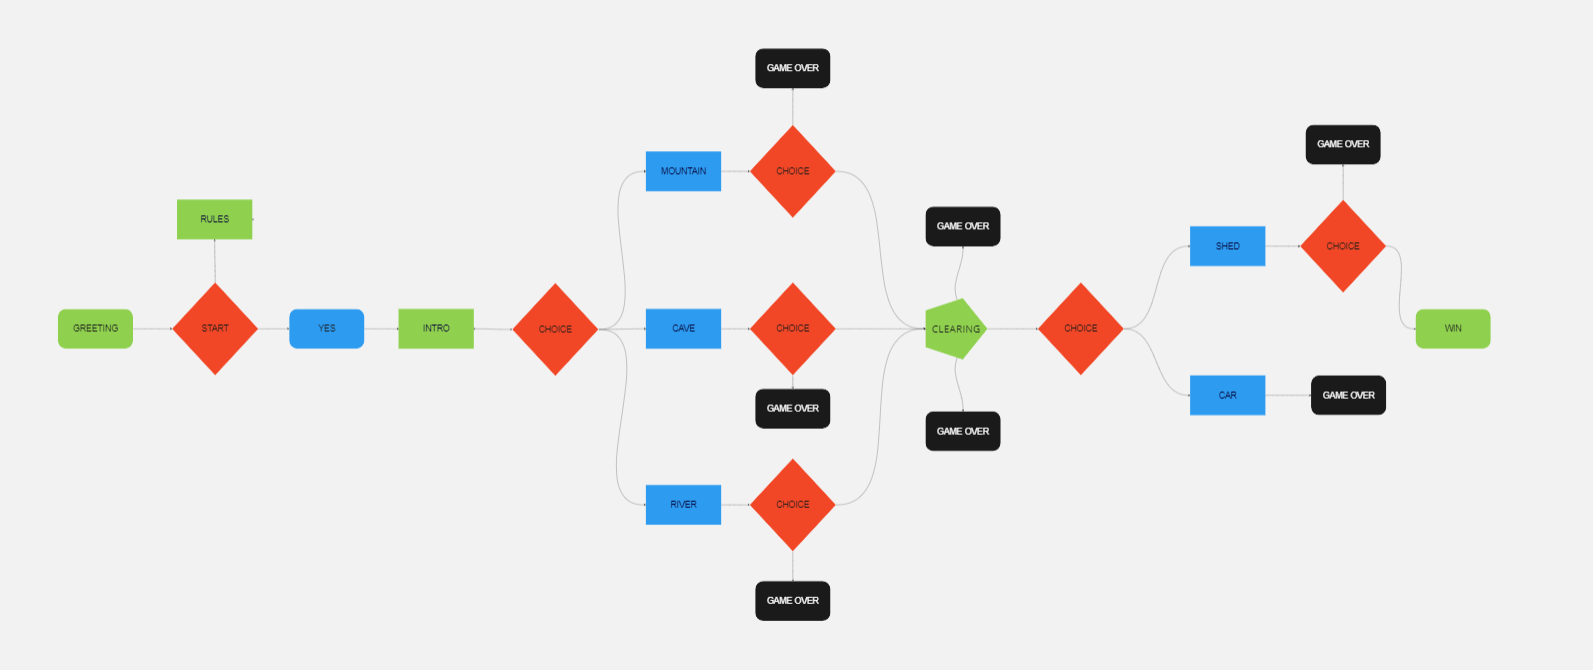 GAME OVER
GAME OVER
MOUNTAIN
CHOICE
RULES
GAME OVER
SHED
CHOICE
GREETING
START
YES
INTRO
CHOICE
CAVE
CHOICE
CLEARING
CHOICE
WIN
GAME OVER
CAR
GAME OVER
GAME OVER
RIVER
CHOICE
GAME OVER